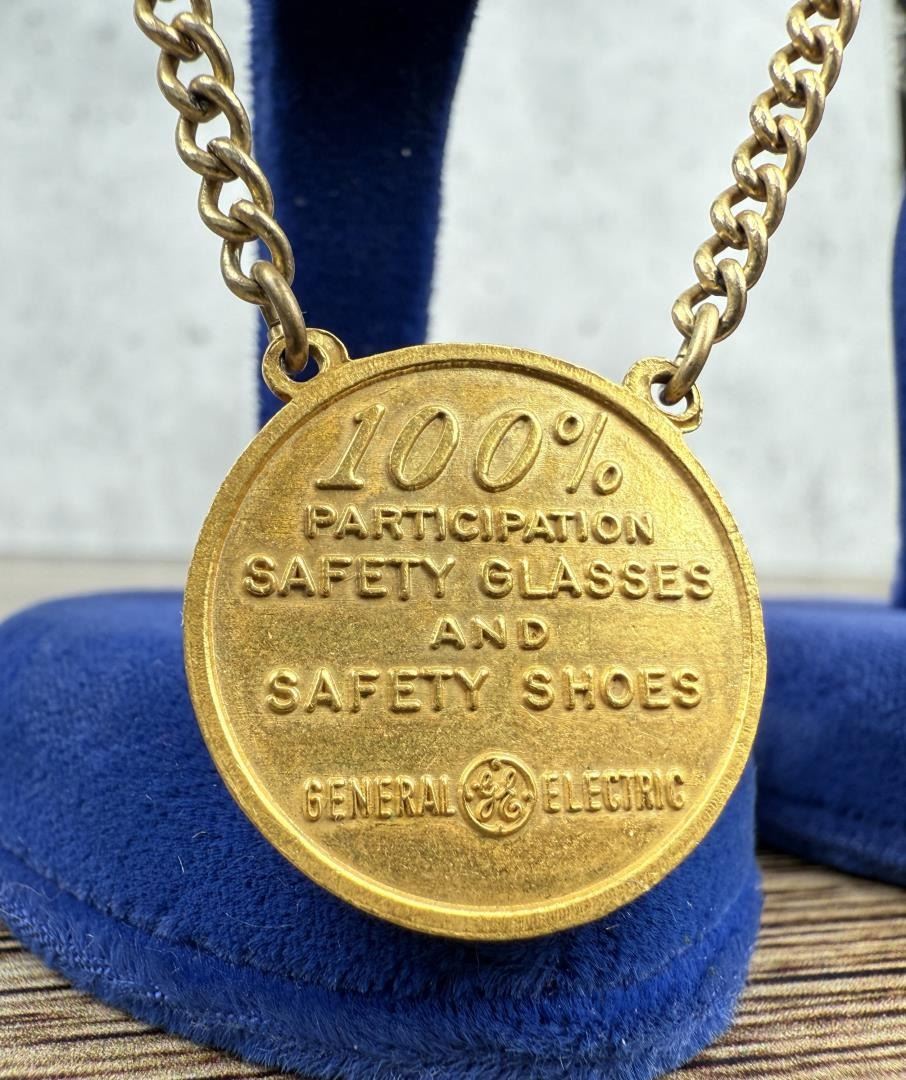 100%
PARTICIPATION
SAFETY GLASSES
AND
SAFETY SHOES
GENERAL GE ELECTRIC